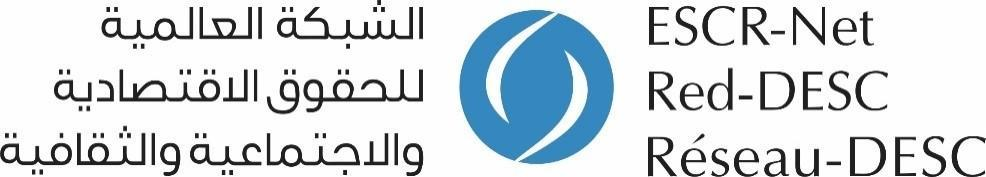 الشبكة العالمية
للحقوق الاقتصادية
والاجتماعية والثقافية
ESCR-Net
Red-DESC
Réseau-DESC